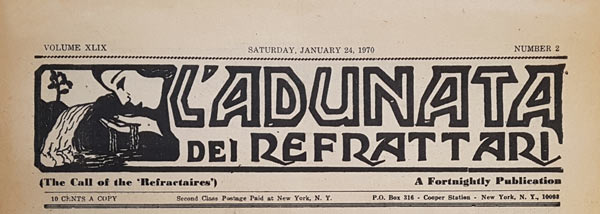 VOLUME XLIX SATURDAY, JANUARY 24, 1970 NUMBER 2
L'ADUNATA
DEI REFRATTARI
(The Call of the 'Refractaires') A Fortnightly Publication
10 CENTS A COPY Second Class Postage Paid at New York, N. Y. P.O. Box 316 - Cooper Station - New York, N. Y., 10003